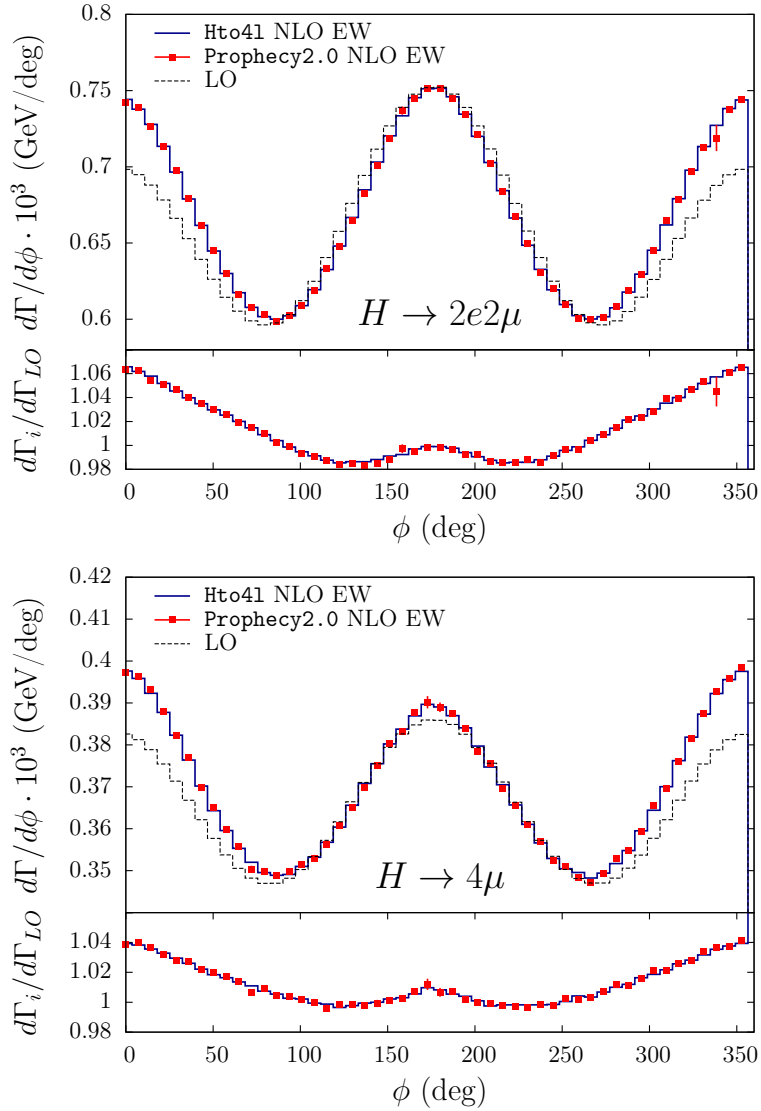 0.8
Hto4l NLO EW
Prophecy2.0 NLO EW
LO
0.75
0.7
0.65
0.6
dΓ/dϕ · 10³ (GeV/deg)
H → 2e2μ
1.06
1.04
1.02
1
0.98
dΓ_i/dΓ_LO
0 50 100 150 200 250 300 350
ϕ (deg)
0.42
Hto4l NLO EW
Prophecy2.0 NLO EW
LO
0.41
0.4
0.39
0.38
0.37
0.36
0.35
dΓ/dϕ · 10³ (GeV/deg)
H → 4μ
1.04
1.02
1
0.98
dΓ_i/dΓ_LO
0 50 100 150 200 250 300 350
ϕ (deg)